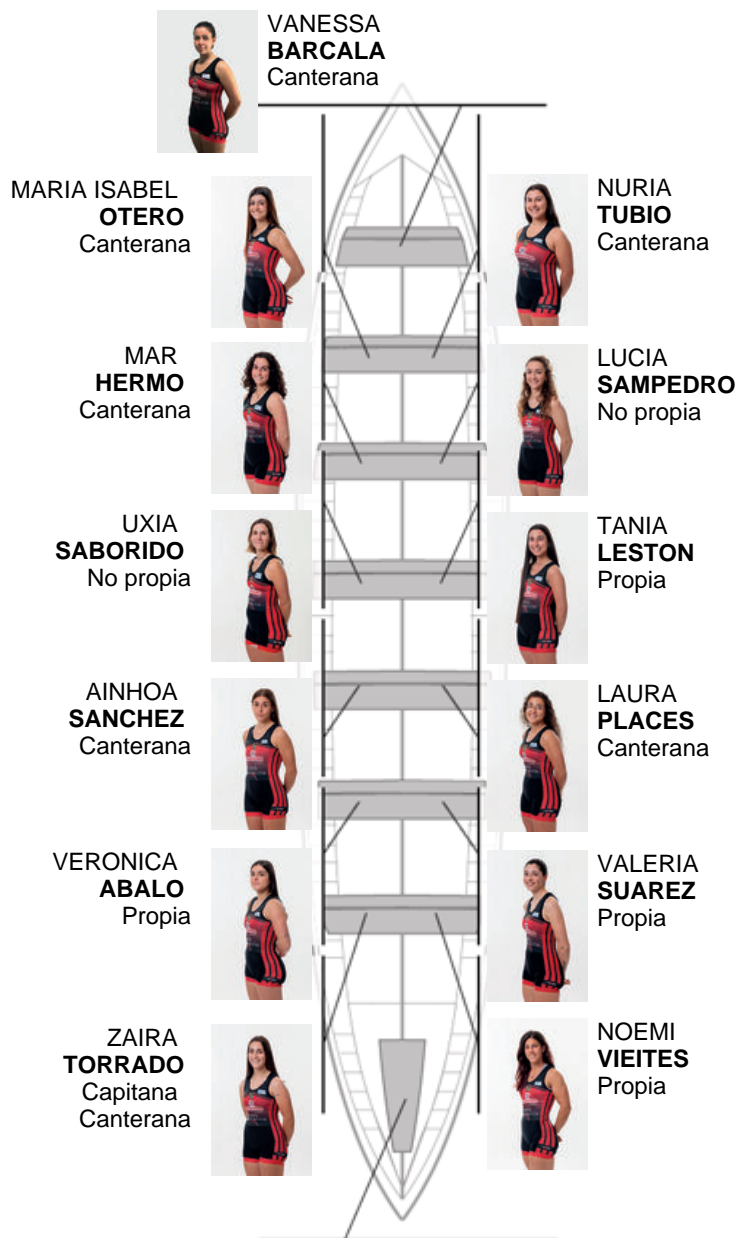 VANESSA
BARCALA
Canterana
MARIA ISABEL
OTERO
Canterana
NURIA
TUBIO
Canterana
MAR
HERMO
Canterana
LUCIA
SAMPEDRO
No propia
UXIA
SABORIDO
No propia
TANIA
LESTON
Propia
AINHOA
SANCHEZ
Canterana
LAURA
PLACES
Canterana
VERONICA
ABALO
Propia
VALERIA
SUAREZ
Propia
ZAIRA
TORRADO
Capitana
Canterana
NOEMI
VIEITES
Propia